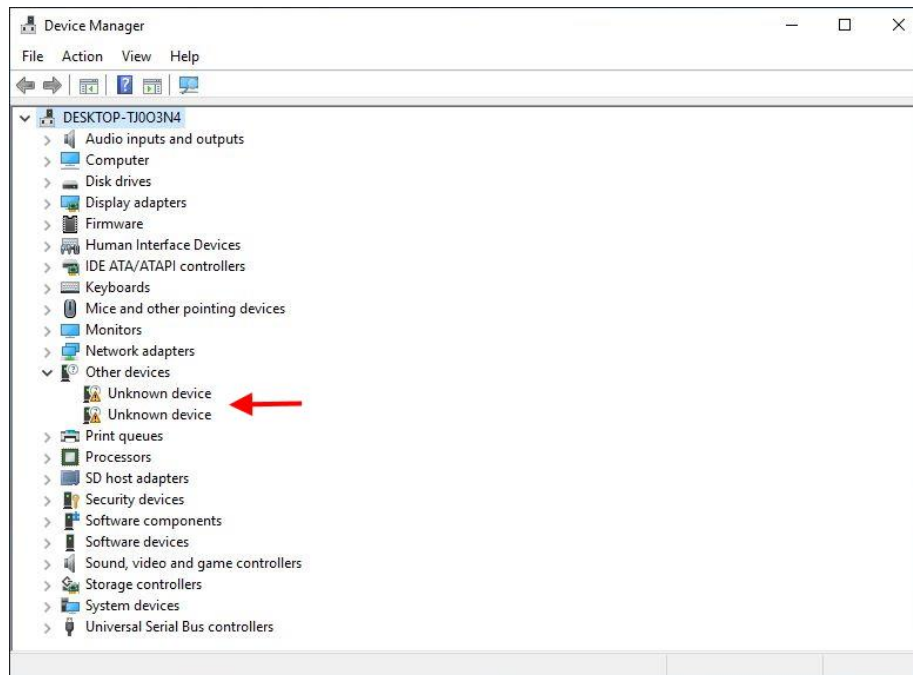 Device Manager
File Action View Help
DESKTOP-TJ0O3N4
Audio inputs and outputs
Computer
Disk drives
Display adapters
Firmware
Human Interface Devices
IDE ATA/ATAPI controllers
Keyboards
Mice and other pointing devices
Monitors
Network adapters
Other devices
Unknown device
Unknown device
Print queues
Processors
SD host adapters
Security devices
Software components
Software devices
Sound, video and game controllers
Storage controllers
System devices
Universal Serial Bus controllers